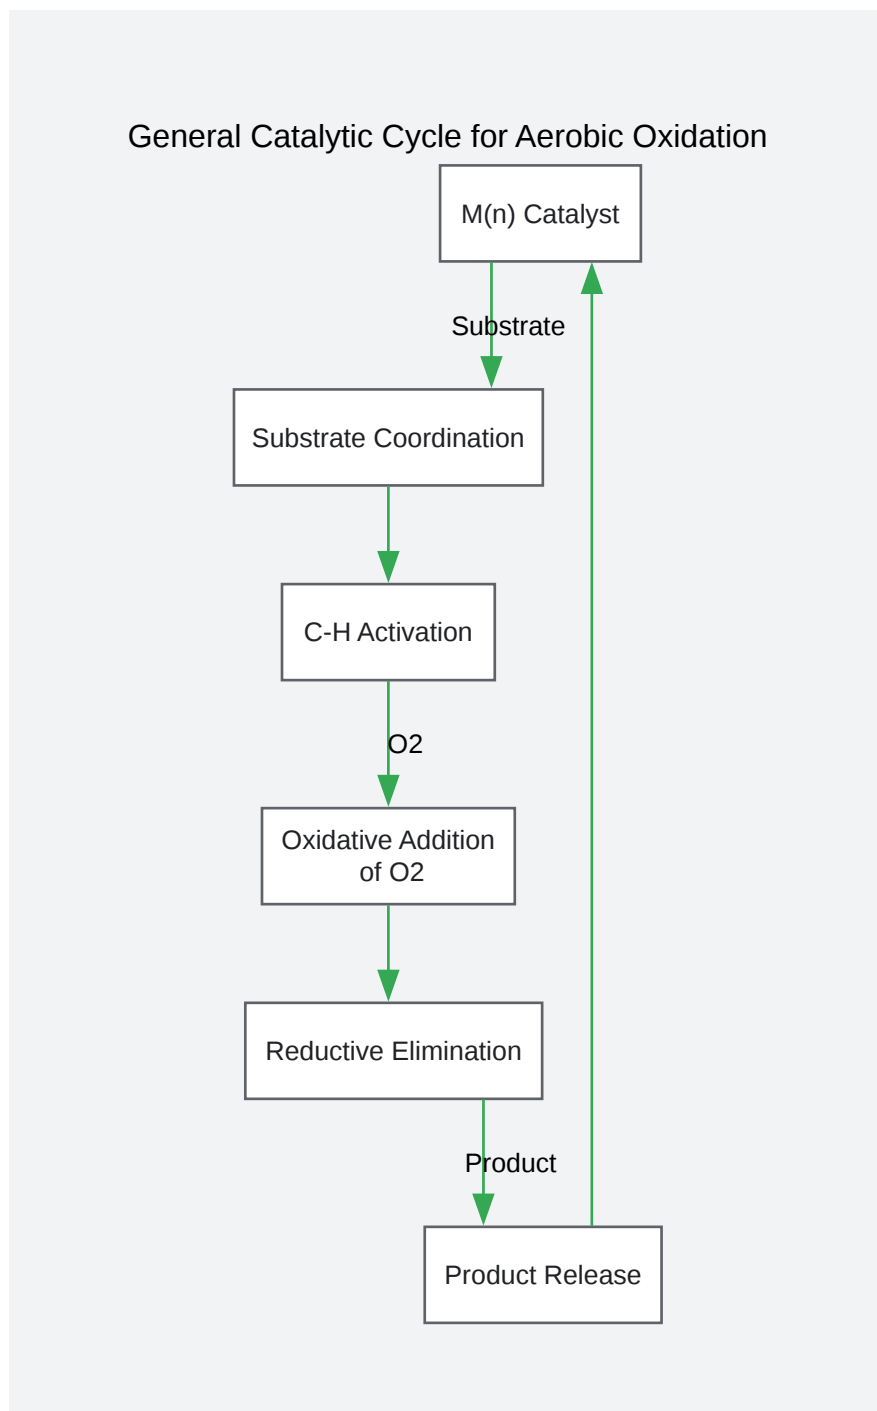 General Catalytic Cycle for Aerobic Oxidation
M(n) Catalyst
Substrate
Substrate Coordination
C-H Activation
O2
Oxidative Addition
of O2
Reductive Elimination
Product
Product Release